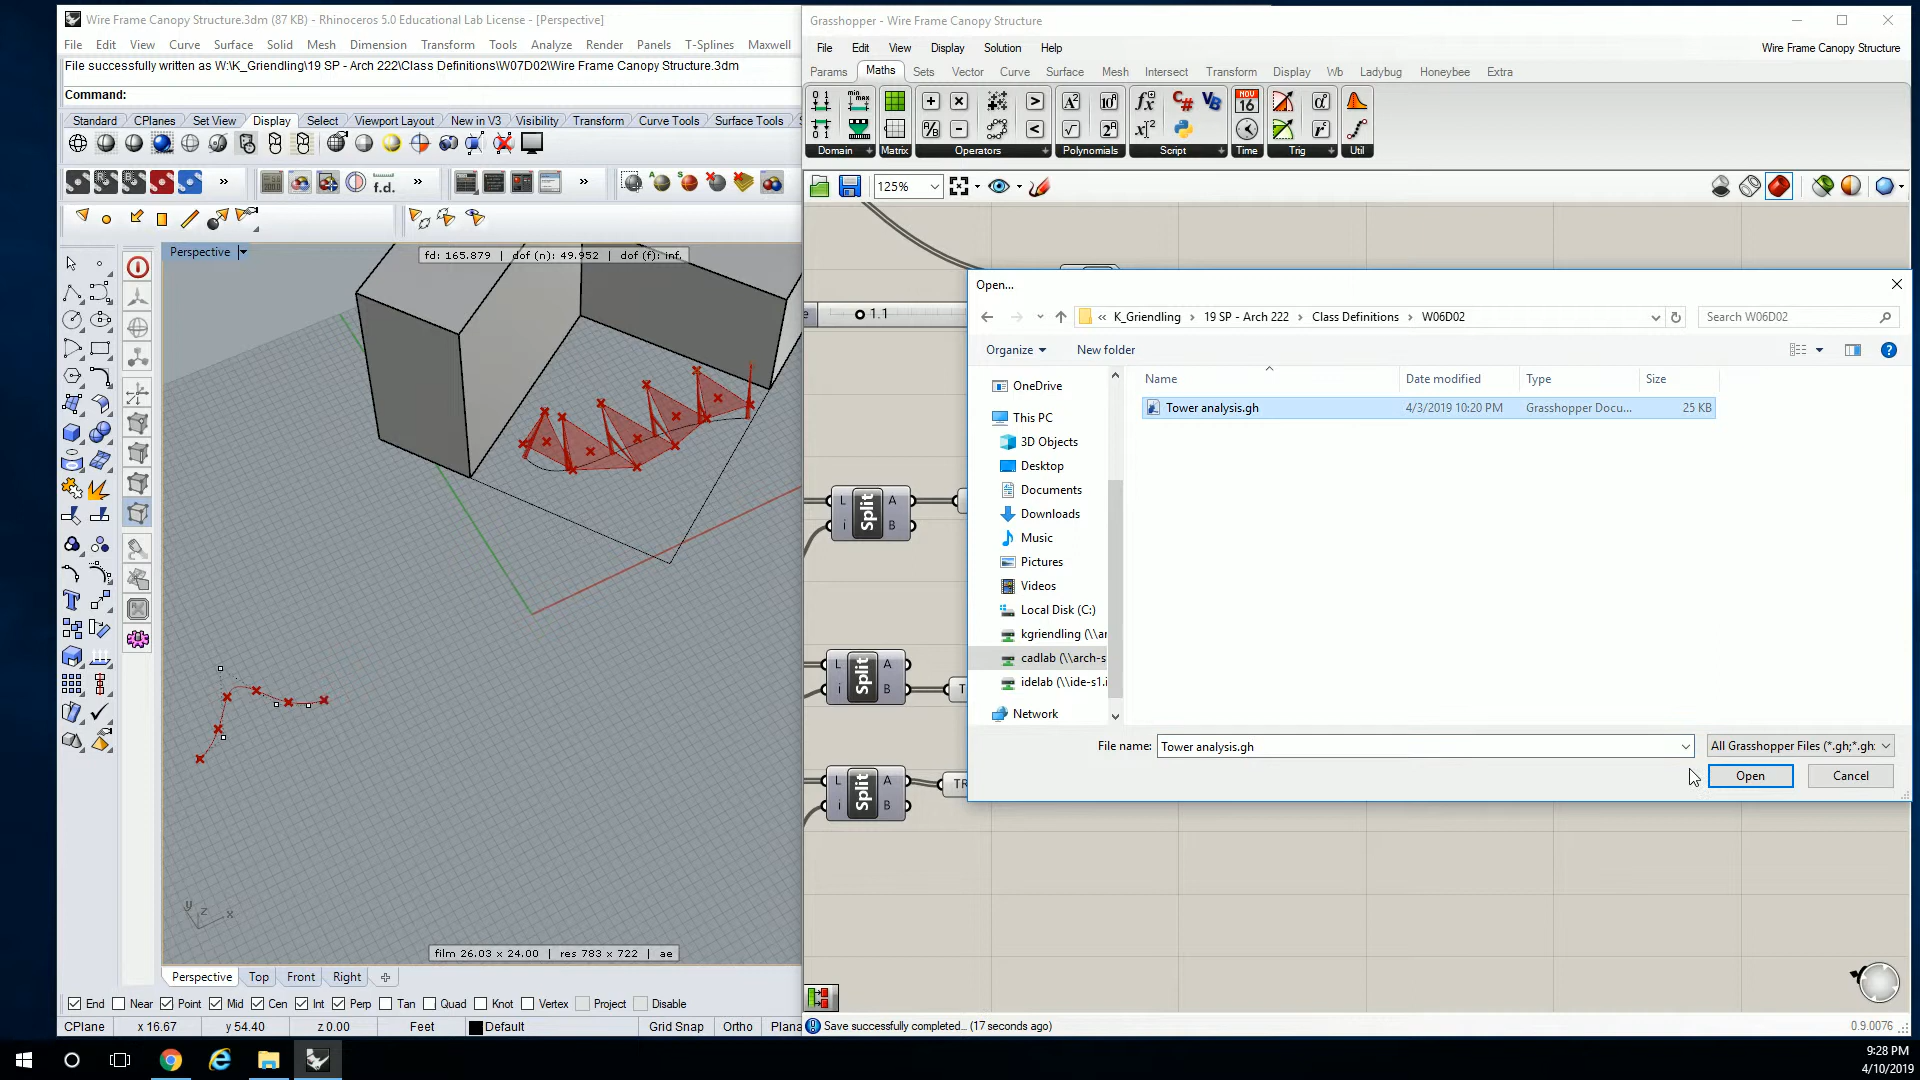 Wire Frame Canopy Structure.3dm (87 KB) - Rhinoceros 5.0 Educational Lab License - [Perspective]
File Edit View Curve Surface Solid Mesh Dimension Transform Tools Analyze Render Panels T-Splines Maxwell
File successfully written as W:\K_Griendling\19 SP - Arch 222\Class Definitions\W07D02\Wire Frame Canopy Structure.3dm
Command:
Standard CPlanes Set View Display Select Viewport Layout New in V3 Visibility Transform Curve Tools Surface Tools
f.d.
Perspective
fd: 165.879 | dof (n): 49.952 | dof (f): inf.
y z x
film 26.03 x 24.00 | res 783 x 722 | ae
Perspective Top Front Right
End Near Point Mid Cen Int Perp Tan Quad Knot Vertex Project Disable
CPlane x 16.67 y 54.40 z 0.00 Feet Default Grid Snap Ortho Plana
Grasshopper - Wire Frame Canopy Structure
File Edit View Display Solution Help Wire Frame Canopy Structure
Params Maths Sets Vector Curve Surface Mesh Intersect Transform Display Wb Ladybug Honeybee Extra
Domain Matrix Operators Polynomials Script Time Trig Util
125%
1.1
L i Split A B
L i Split A B
L i Split A B
TR
Open...
« K_Griendling › 19 SP - Arch 222 › Class Definitions › W06D02
Search W06D02
Organize New folder
Name Date modified Type Size
Tower analysis.gh 4/3/2019 10:20 PM Grasshopper Docu... 25 KB
OneDrive
This PC
3D Objects
Desktop
Documents
Downloads
Music
Pictures
Videos
Local Disk (C:)
kgriendling (\\ar
cadlab (\\arch-s
idelab (\\ide-s1.i
Network
File name: Tower analysis.gh All Grasshopper Files (*.gh;*.gh
Open Cancel
Save successfully completed... (17 seconds ago) 0.9.0076
9:28 PM
4/10/2019